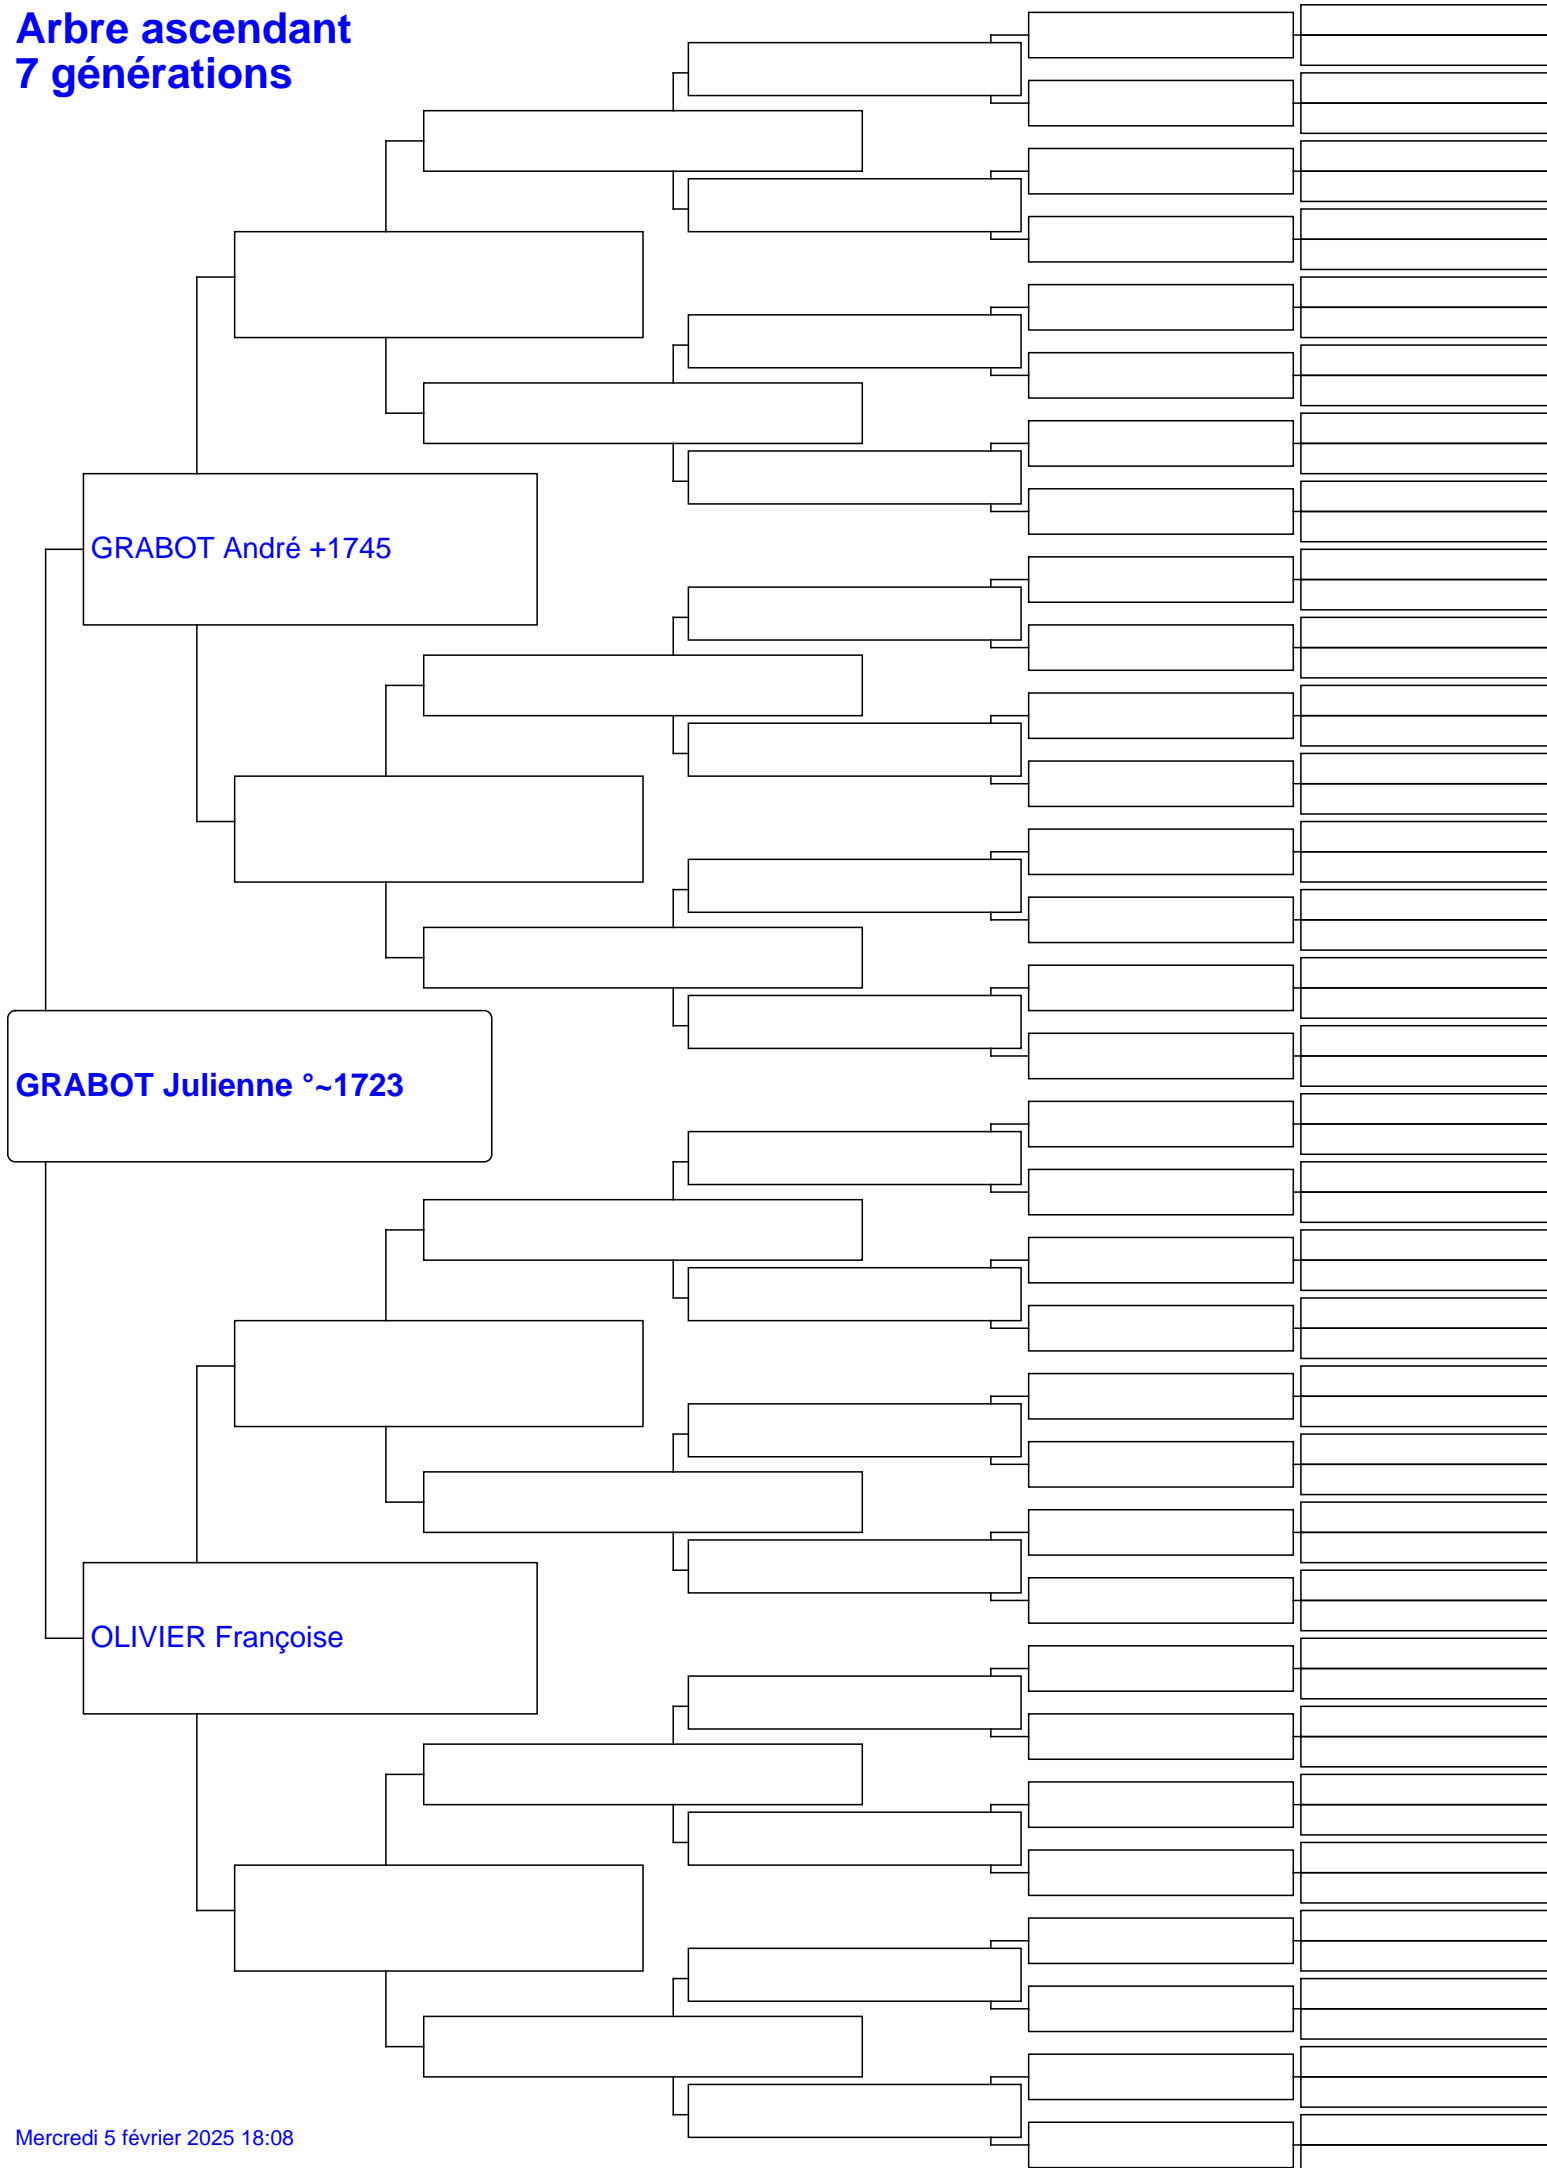 Arbre ascendant
7 générations
GRABOT André +1745
GRABOT Julienne °~1723
OLIVIER Françoise
Mercredi 5 février 2025 18:08